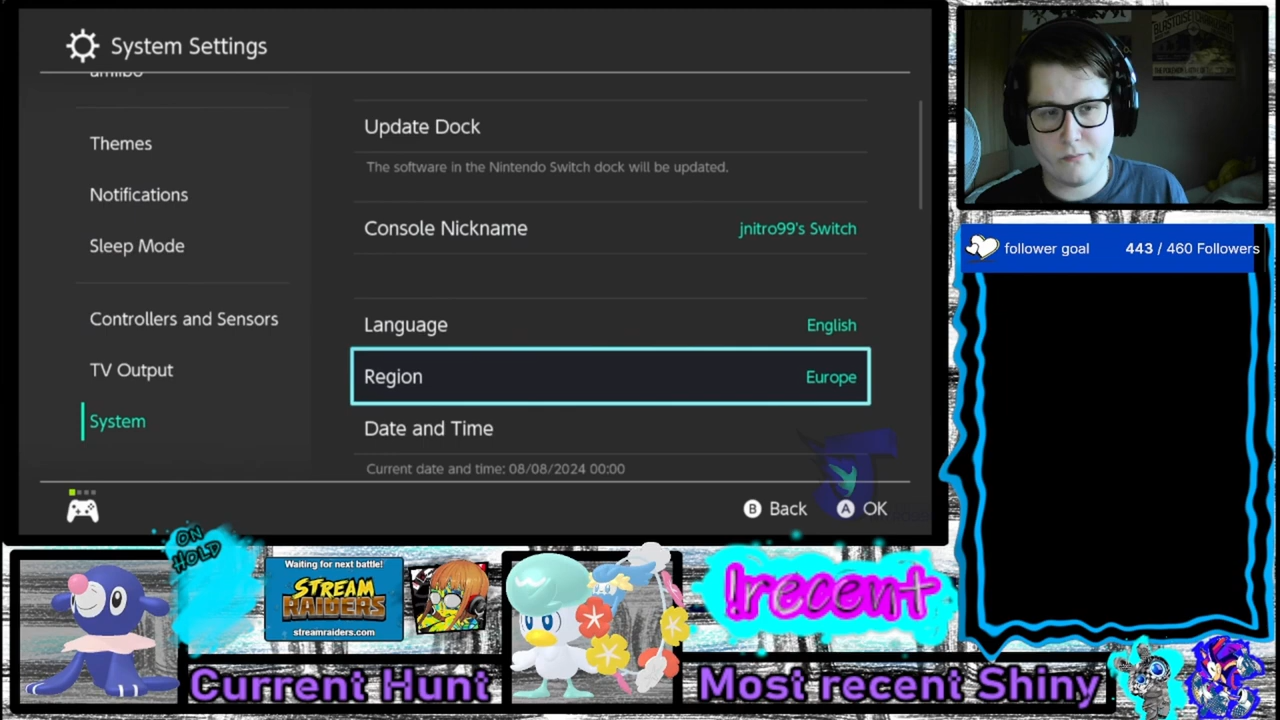 System Settings
amiibo
Themes
Notifications
Sleep Mode
Controllers and Sensors
TV Output
System
Update Dock
The software in the Nintendo Switch dock will be updated.
Console Nickname jnitro99's Switch
Language English
Region Europe
Date and Time
Current date and time: 08/08/2024 00:00
B Back A OK
follower goal 443 / 460 Followers
ON
HOLD
Waiting for next battle!
STREAM
RAIDERS
streamraiders.com
!recent
Current Hunt
Most recent Shiny